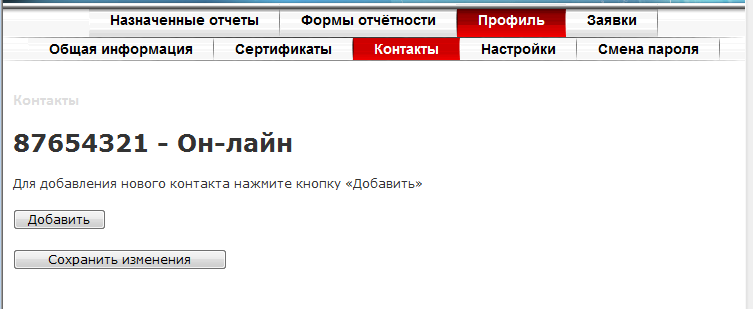 Назначенные отчеты Формы отчётности Профиль Заявки
Общая информация Сертификаты Контакты Настройки Смена пароля
Контакты
87654321 - Он-лайн
Для добавления нового контакта нажмите кнопку «Добавить»
Добавить
Сохранить изменения